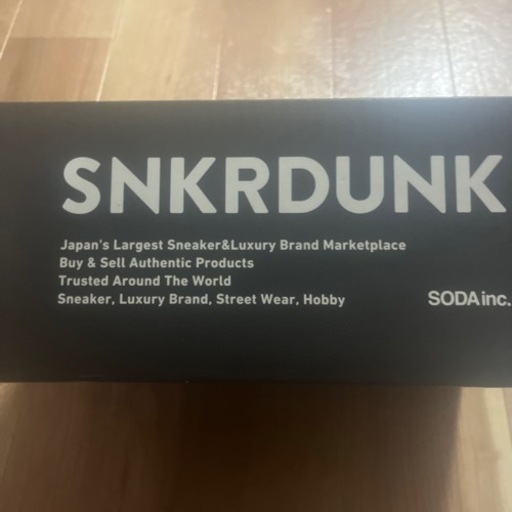 SNKRDUNK
Japan's Largest Sneaker&Luxury Brand Marketplace
Buy & Sell Authentic Products
Trusted Around The World
Sneaker, Luxury Brand, Street Wear, Hobby
SODA inc.